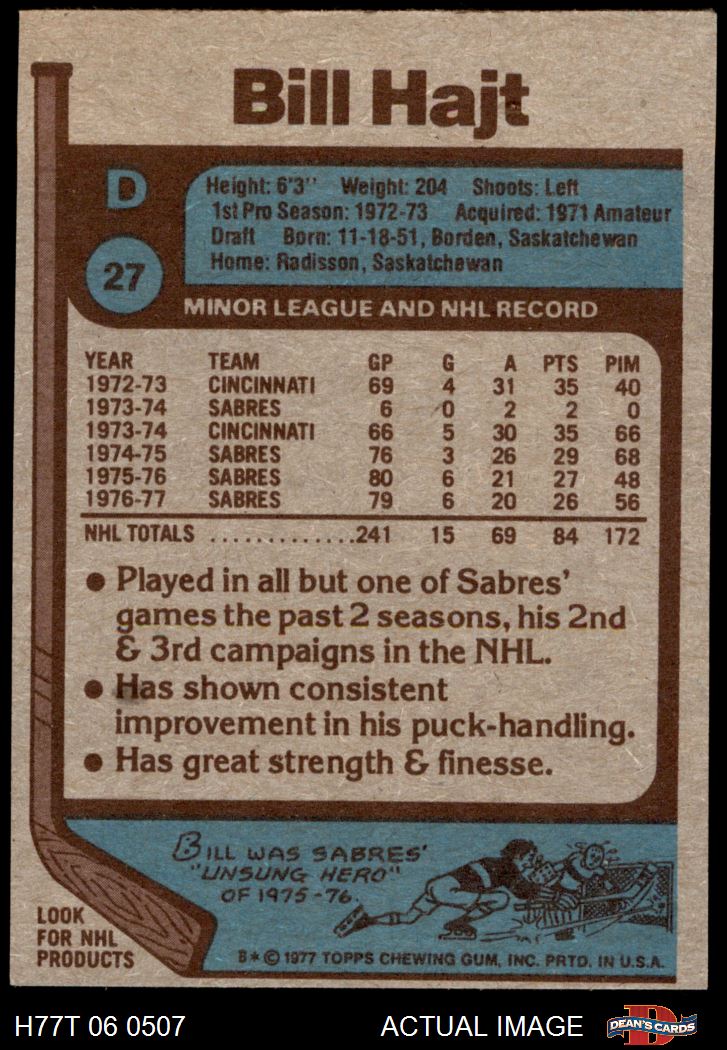 Bill Hajt
D
27
Height: 6'3" Weight: 204 Shoots: Left
1st Pro Season: 1972-73 Acquired: 1971 Amateur
Draft Born: 11-18-51, Borden, Saskatchewan
Home: Radisson, Saskatchewan
MINOR LEAGUE AND NHL RECORD
YEAR TEAM GP G A PTS PIM
1972-73 CINCINNATI 69 4 31 35 40
1973-74 SABRES 6 0 2 2 0
1973-74 CINCINNATI 66 5 30 35 66
1974-75 SABRES 76 3 26 29 68
1975-76 SABRES 80 6 21 27 48
1976-77 SABRES 79 6 20 26 56
NHL TOTALS .............241 15 69 84 172
● Played in all but one of Sabres'
games the past 2 seasons, his 2nd
& 3rd campaigns in the NHL.
● Has shown consistent
improvement in his puck-handling.
● Has great strength & finesse.
BILL WAS SABRES'
"UNSUNG HERO"
OF 1975-76.
LOOK
FOR NHL
PRODUCTS
B* © 1977 TOPPS CHEWING GUM, INC. PRTD. IN U.S.A.
H77T 06 0507
ACTUAL IMAGE
D
DEAN'S CARDS